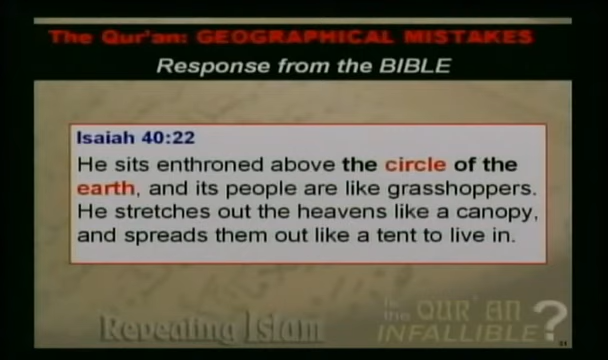 The Qur'an: GEOGRAPHICAL MISTAKES
Response from the BIBLE
Isaiah 40:22
He sits enthroned above the circle of the
earth, and its people are like grasshoppers.
He stretches out the heavens like a canopy,
and spreads them out like a tent to live in.
Revealing Islam
Is
the QUR'AN
INFALLIBLE?